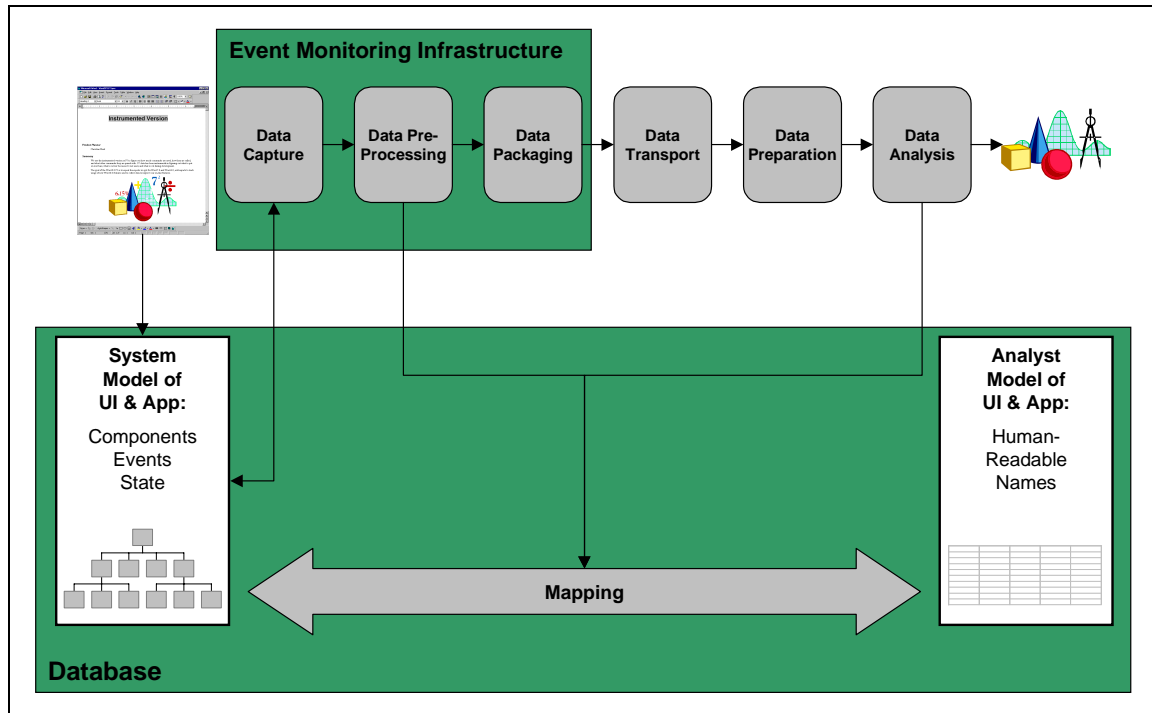 Event Monitoring Infrastructure
Instrumented Version
Data
Capture
Data Pre-
Processing
Data
Packaging
Data
Transport
Data
Preparation
Data
Analysis
System
Model of
UI & App:
Components
Events
State
Analyst
Model of
UI & App:
Human-
Readable
Names
Mapping
Database